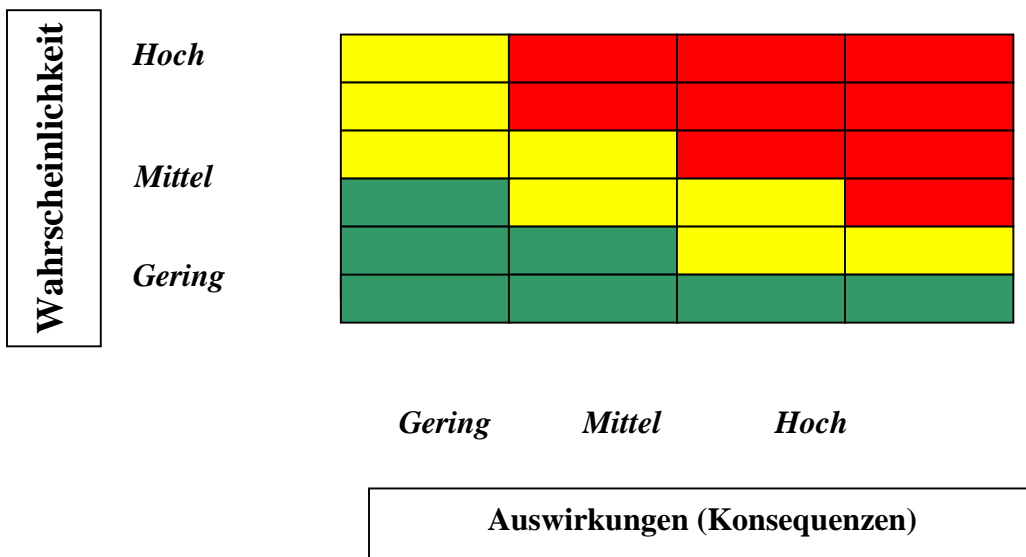 Wahrscheinlichkeit
Hoch
Mittel
Gering
Gering Mittel Hoch
Auswirkungen (Konsequenzen)